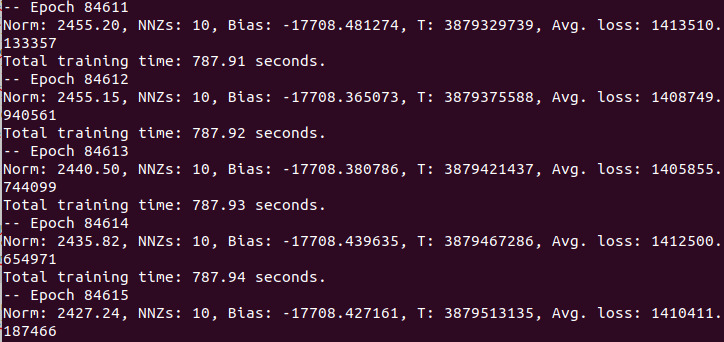 -- Epoch 84611
Norm: 2455.20, NNZs: 10, Bias: -17708.481274, T: 3879329739, Avg. loss: 1413510.
133357
Total training time: 787.91 seconds.
-- Epoch 84612
Norm: 2455.15, NNZs: 10, Bias: -17708.365073, T: 3879375588, Avg. loss: 1408749.
940561
Total training time: 787.92 seconds.
-- Epoch 84613
Norm: 2440.50, NNZs: 10, Bias: -17708.380786, T: 3879421437, Avg. loss: 1405855.
744099
Total training time: 787.93 seconds.
-- Epoch 84614
Norm: 2435.82, NNZs: 10, Bias: -17708.439635, T: 3879467286, Avg. loss: 1412500.
654971
Total training time: 787.94 seconds.
-- Epoch 84615
Norm: 2427.24, NNZs: 10, Bias: -17708.427161, T: 3879513135, Avg. loss: 1410411.
187466